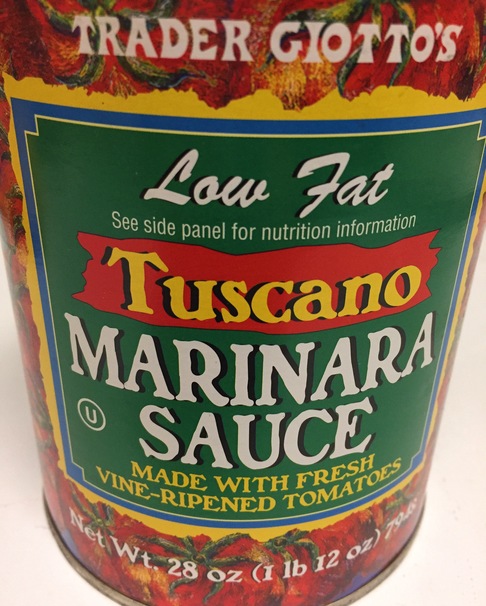 TRADER GIOTTO'S
Low Fat
See side panel for nutrition information
Tuscano
MARINARA
SAUCE
U
MADE WITH FRESH
VINE-RIPENED TOMATOES
Net Wt. 28 oz (1 lb 12 oz)